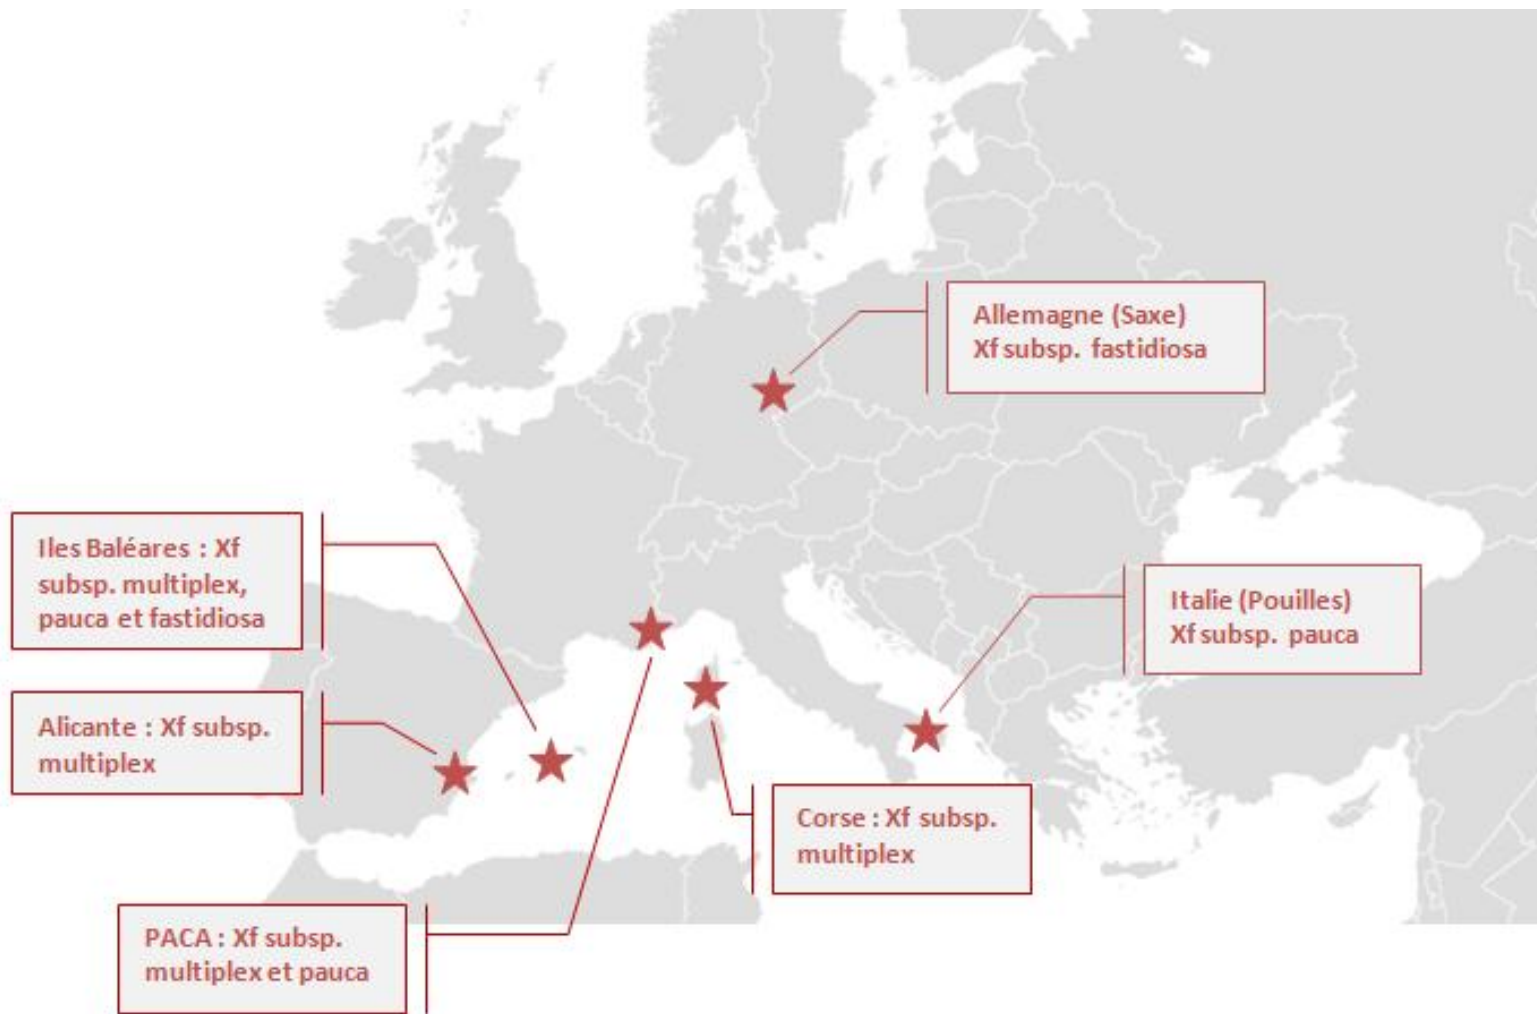 Allemagne (Saxe)
Xf subsp. fastidiosa
Iles Baléares : Xf
subsp. multiplex,
pauca et fastidiosa
Italie (Pouilles)
Xf subsp. pauca
Alicante : Xf subsp.
multiplex
Corse : Xf subsp.
multiplex
PACA : Xf subsp.
multiplex et pauca